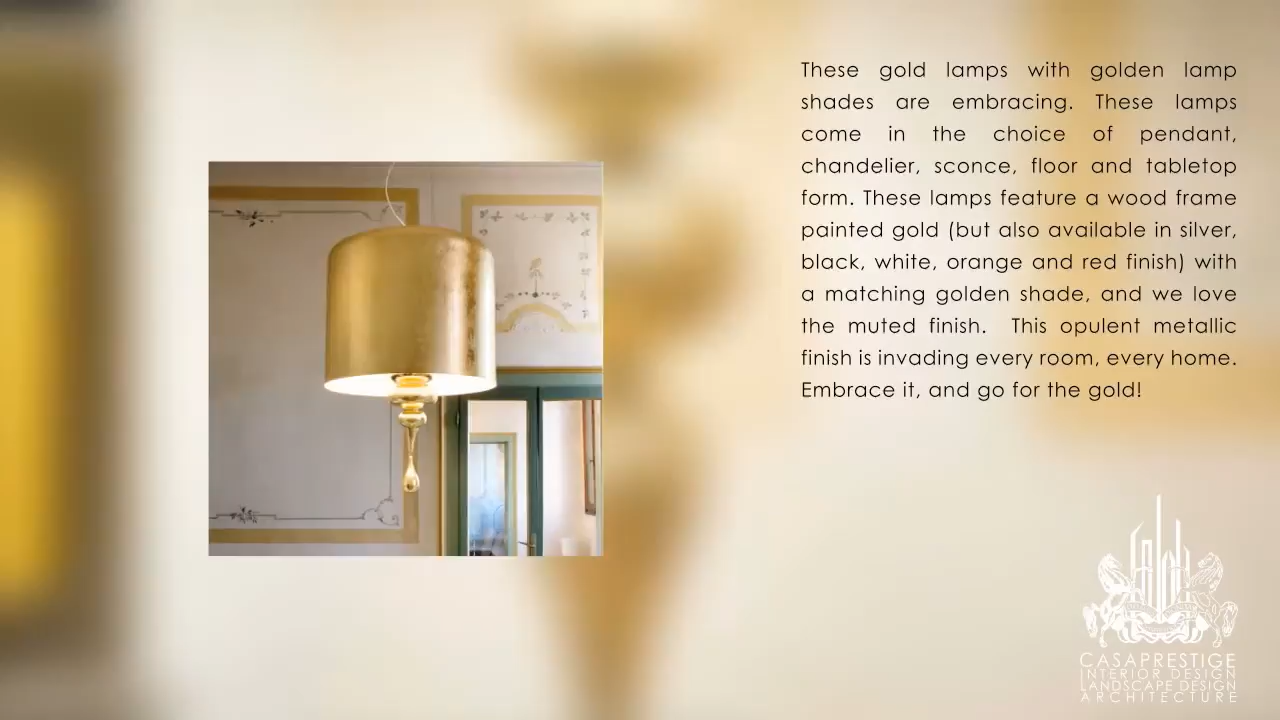 These gold lamps with golden lamp
shades are embracing. These lamps
come in the choice of pendant,
chandelier, sconce, floor and tabletop
form. These lamps feature a wood frame
painted gold (but also available in silver,
black, white, orange and red finish) with
a matching golden shade, and we love
the muted finish. This opulent metallic
finish is invading every room, every home.
Embrace it, and go for the gold!
CASAPRESTIGE
INTERIOR DESIGN
LANDSCAPE DESIGN
ARCHITECTURE